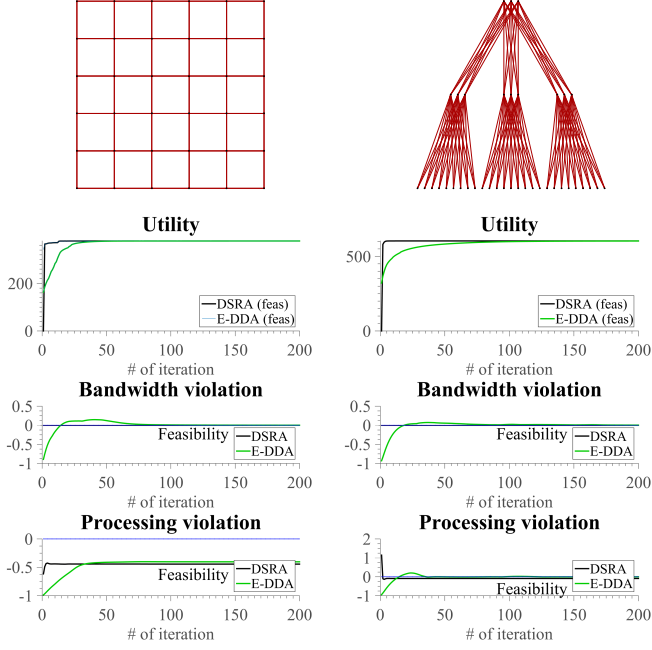 Utility
200
0
DSRA (feas)
E-DDA (feas)
0 50 100 150 200
# of iteration
Utility
500
0
DSRA (feas)
E-DDA (feas)
0 50 100 150 200
# of iteration
Bandwidth violation
0.5
0
-0.5
-1
Feasibility
DSRA
E-DDA
0 50 100 150 200
# of iteration
Bandwidth violation
0.5
0
-0.5
-1
Feasibility
DSRA
E-DDA
0 50 100 150 200
# of iteration
Processing violation
0
-0.5
-1
Feasibility
DSRA
E-DDA
0 50 100 150 200
# of iteration
Processing violation
2
1
0
-1
Feasibility
DSRA
E-DDA
0 50 100 150 200
# of iteration